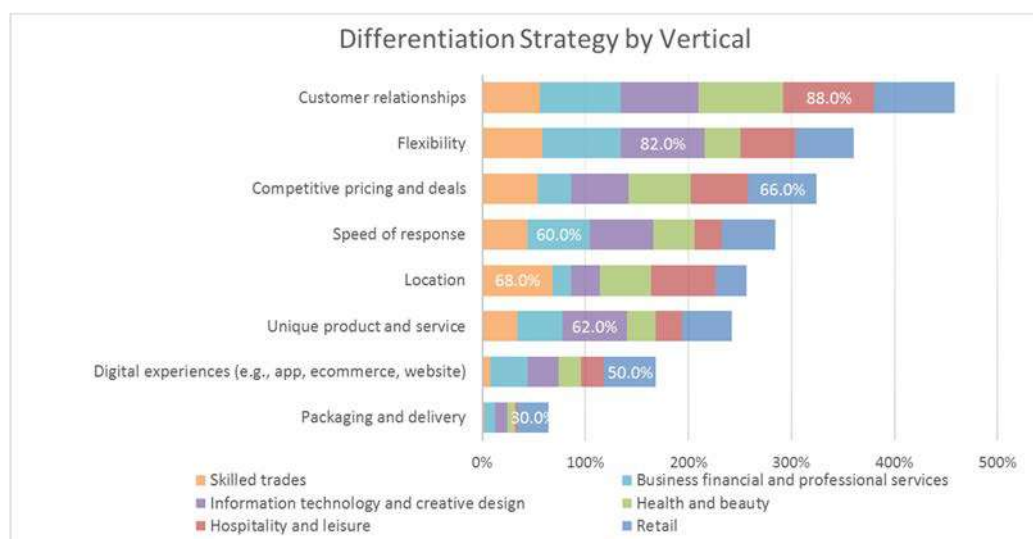 Differentiation Strategy by Vertical
Customer relationships
88.0%
Flexibility
82.0%
Competitive pricing and deals
66.0%
Speed of response
60.0%
Location
68.0%
Unique product and service
62.0%
Digital experiences (e.g., app, ecommerce, website)
50.0%
Packaging and delivery
30.0%
0% 100% 200% 300% 400% 500%
Skilled trades
Business financial and professional services
Information technology and creative design
Health and beauty
Hospitality and leisure
Retail